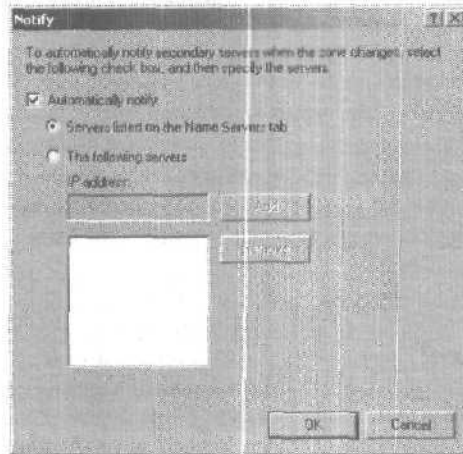 Notify
To automatically notify secondary servers when the zone changes, select
the following check box, and then specify the servers.
Automatically notify
Servers listed on the Name Servers tab
The following servers
IP address:
Add
Remove
OK
Cancel